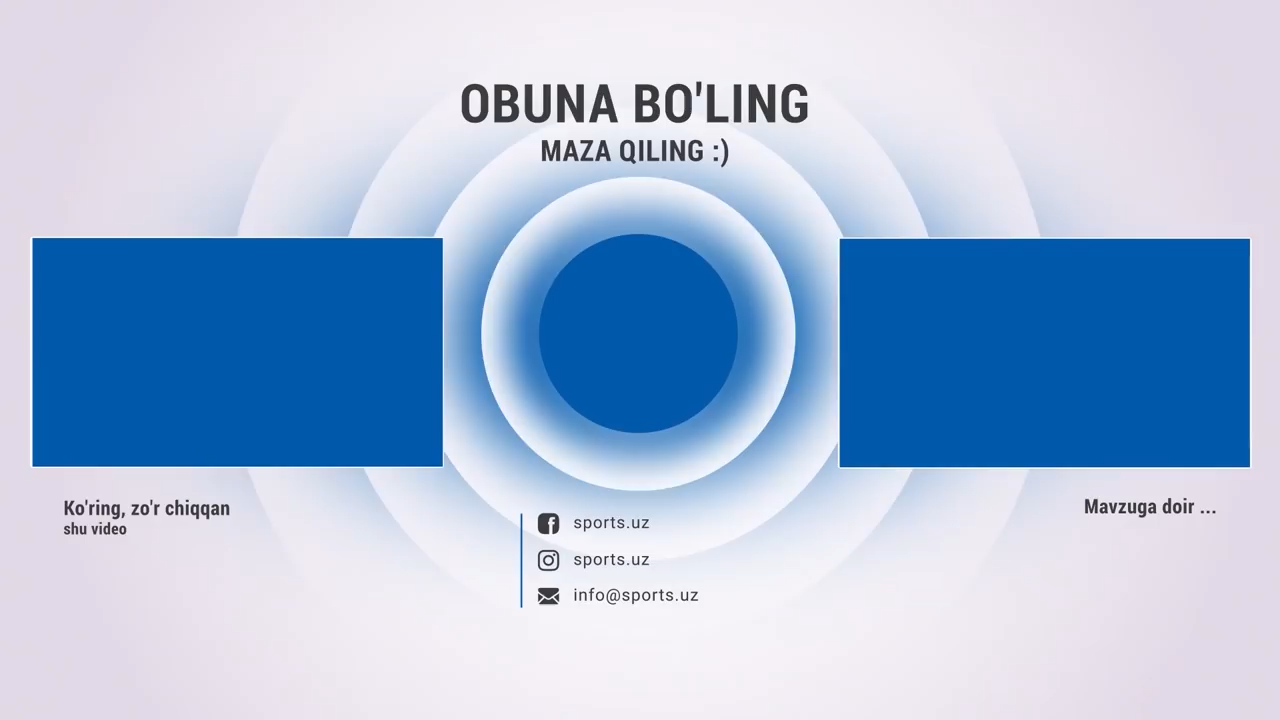 OBUNA BO'LING
MAZA QILING :)
Ko'ring, zo'r chiqqan
shu video
Mavzuga doir ...
sports.uz
sports.uz
info@sports.uz